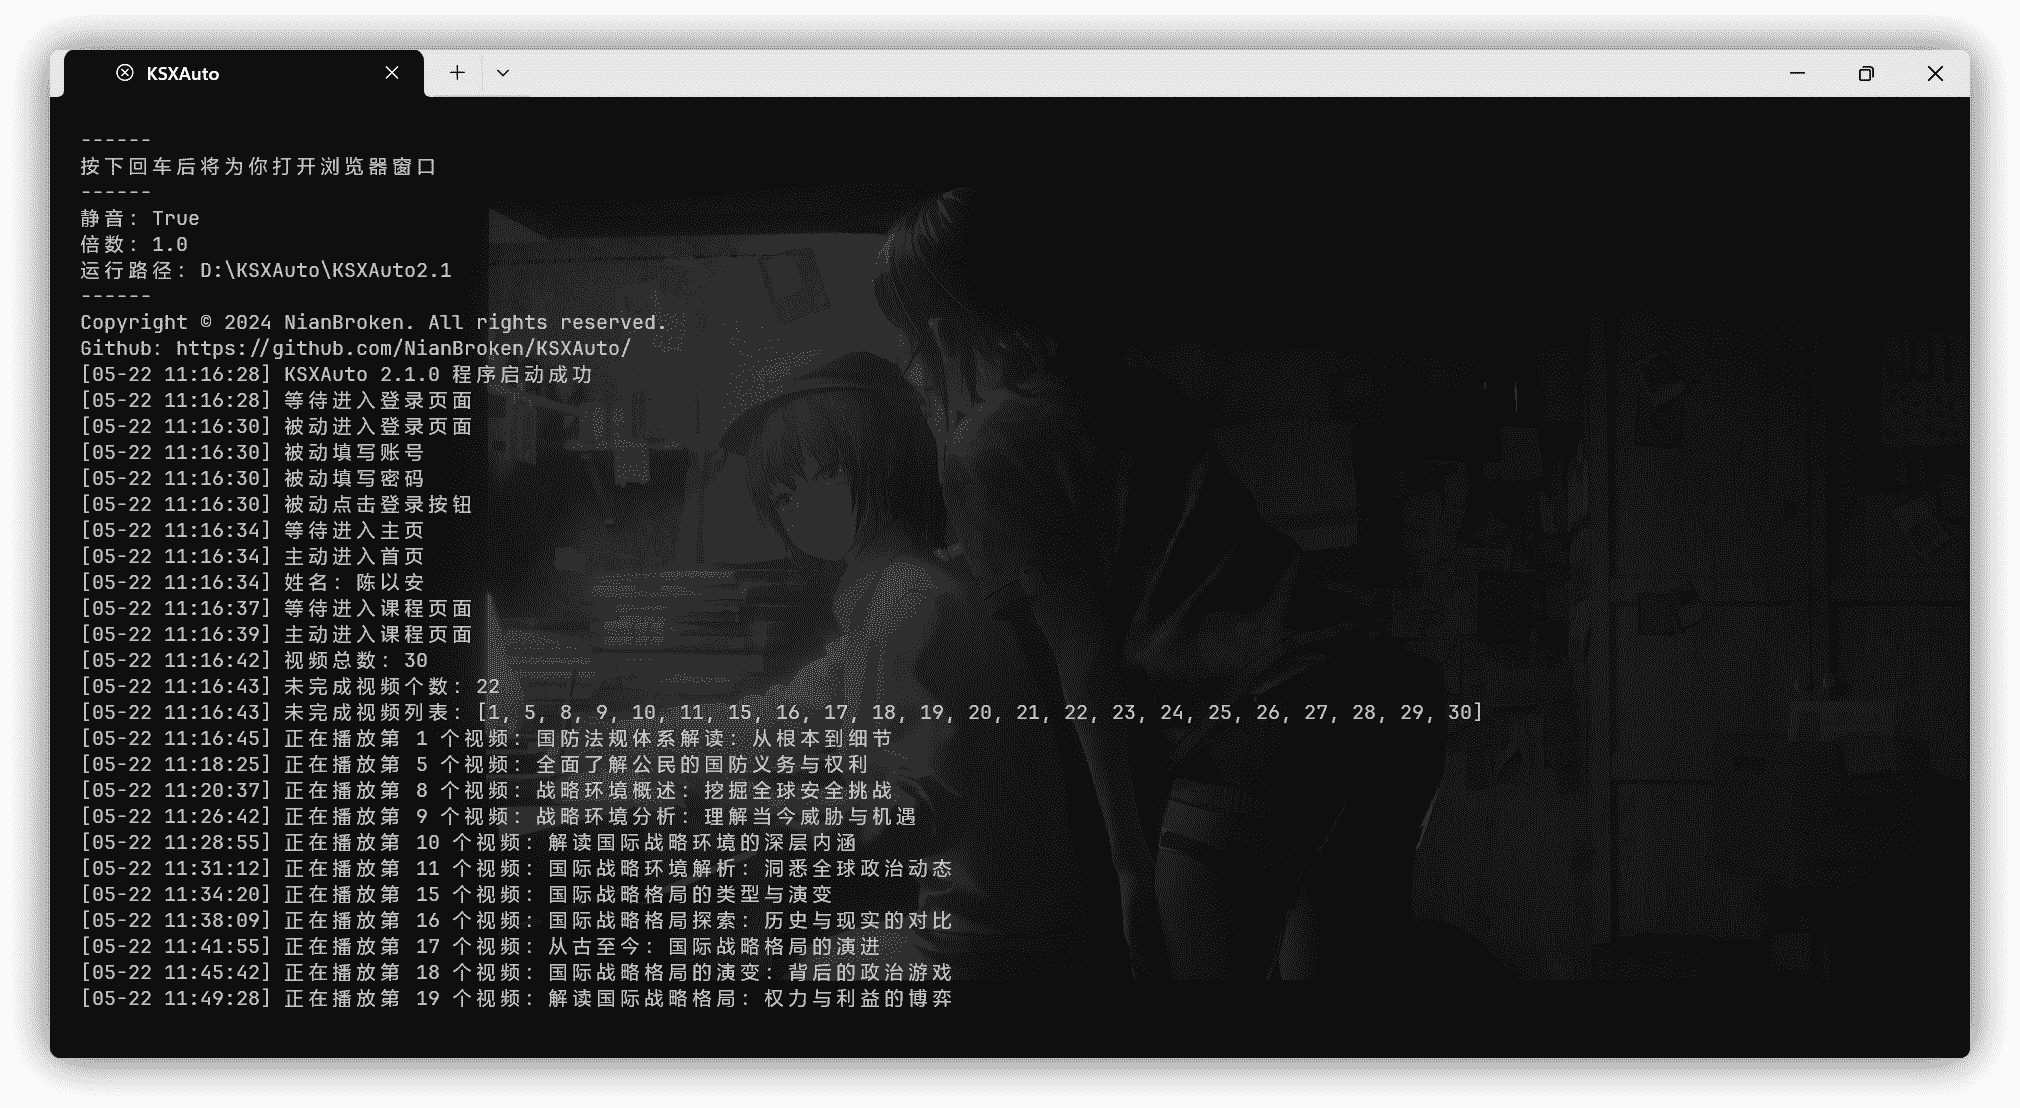 KSXAuto
------
按下回车后将为你打开浏览器窗口
------
静音: True
倍数: 1.0
运行路径: D:\KSXAuto\KSXAuto2.1
------
Copyright © 2024 NianBroken. All rights reserved.
Github: https://github.com/NianBroken/KSXAuto/
[05-22 11:16:28] KSXAuto 2.1.0 程序启动成功
[05-22 11:16:28] 等待进入登录页面
[05-22 11:16:30] 被动进入登录页面
[05-22 11:16:30] 被动填写账号
[05-22 11:16:30] 被动填写密码
[05-22 11:16:30] 被动点击登录按钮
[05-22 11:16:34] 等待进入主页
[05-22 11:16:34] 主动进入首页
[05-22 11:16:34] 姓名: 陈以安
[05-22 11:16:37] 等待进入课程页面
[05-22 11:16:39] 主动进入课程页面
[05-22 11:16:42] 视频总数: 30
[05-22 11:16:43] 未完成视频个数: 22
[05-22 11:16:43] 未完成视频列表: [1, 5, 8, 9, 10, 11, 15, 16, 17, 18, 19, 20, 21, 22, 23, 24, 25, 26, 27, 28, 29, 30]
[05-22 11:16:45] 正在播放第 1 个视频: 国防法规体系解读: 从根本到细节
[05-22 11:18:25] 正在播放第 5 个视频: 全面了解公民的国防义务与权利
[05-22 11:20:37] 正在播放第 8 个视频: 战略环境概述: 挖掘全球安全挑战
[05-22 11:26:42] 正在播放第 9 个视频: 战略环境分析: 理解当今威胁与机遇
[05-22 11:28:55] 正在播放第 10 个视频: 解读国际战略环境的深层内涵
[05-22 11:31:12] 正在播放第 11 个视频: 国际战略环境解析: 洞悉全球政治动态
[05-22 11:34:20] 正在播放第 15 个视频: 国际战略格局的类型与演变
[05-22 11:38:09] 正在播放第 16 个视频: 国际战略格局探索: 历史与现实的对比
[05-22 11:41:55] 正在播放第 17 个视频: 从古至今: 国际战略格局的演进
[05-22 11:45:42] 正在播放第 18 个视频: 国际战略格局的演变: 背后的政治游戏
[05-22 11:49:28] 正在播放第 19 个视频: 解读国际战略格局: 权力与利益的博弈